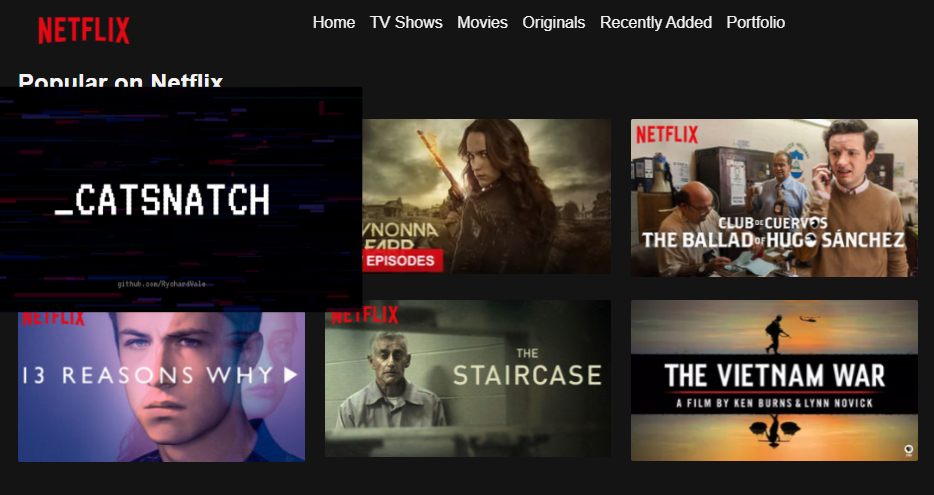 NETFLIX
Home TV Shows Movies Originals Recently Added Portfolio
Popular on Netflix
_CATSNATCH
github.com/RychardVale
YNONNA
EARP
EPISODES
NETFLIX
CLUB DE CUERVOS
THE BALLAD OF HUGO SÁNCHEZ
NETFLIX
13 REASONS WHY
NETFLIX
THE
STAIRCASE
THE VIETNAM WAR
A FILM BY KEN BURNS & LYNN NOVICK